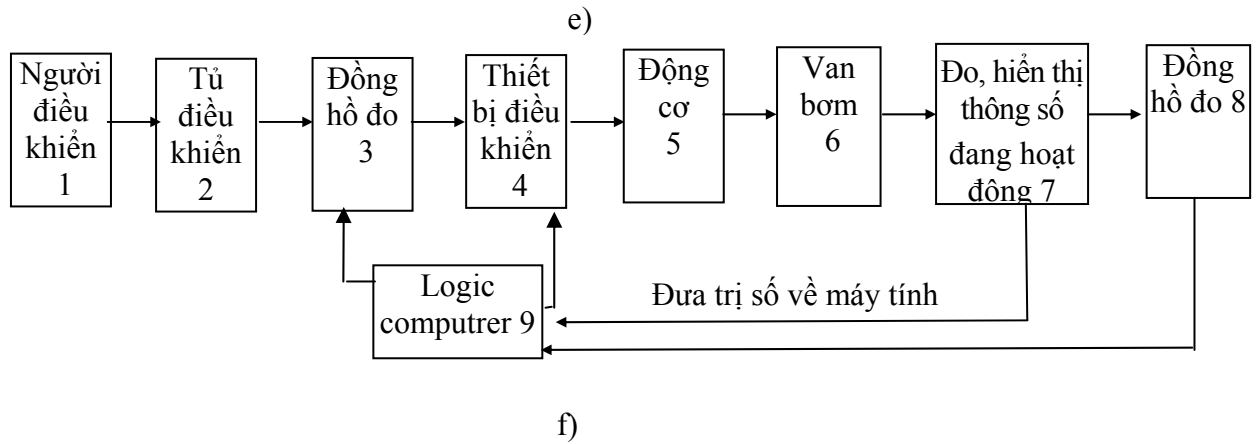 e)
Người
điều
khiển
1
Tủ
điều
khiển
2
Đồng
hồ đo
3
Thiết
bị điều
khiển
4
Động
cơ
5
Van
bơm
6
Đo, hiển thị
thông số
đang hoạt
động 7
Đồng
hồ đo 8
Logic
computrer 9
Đưa trị số về máy tính
f)